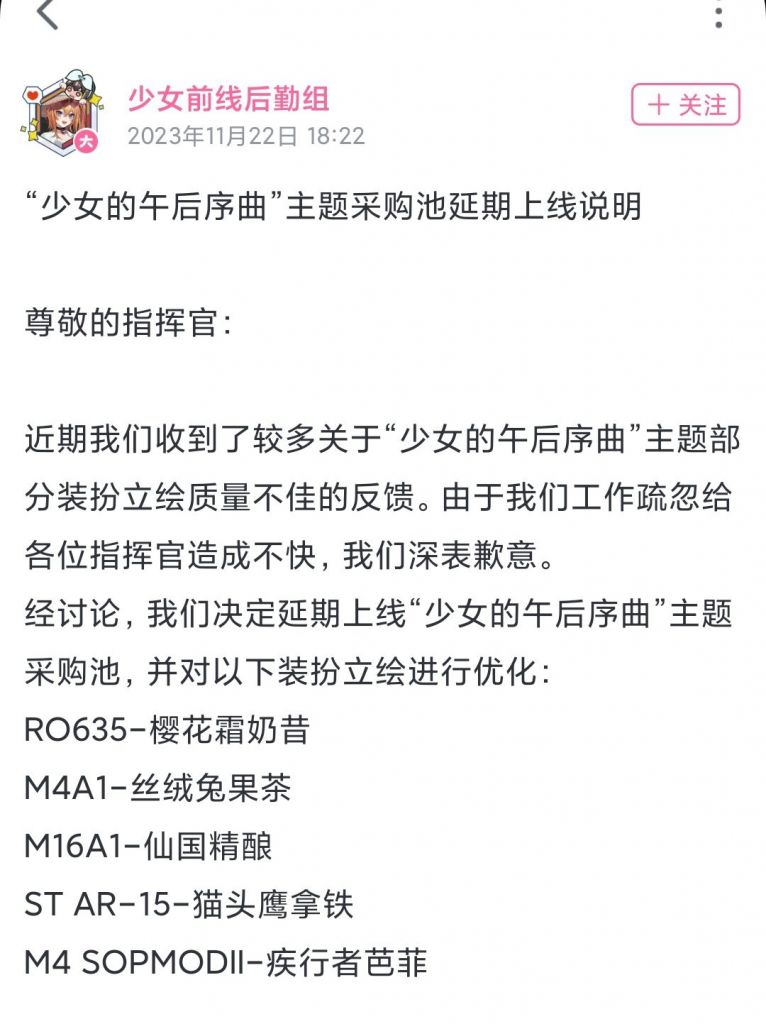 少女前线后勤组
2023年11月22日 18:22
大
＋ 关注
“少女的午后序曲”主题采购池延期上线说明
尊敬的指挥官：
近期我们收到了较多关于“少女的午后序曲”主题部
分装扮立绘质量不佳的反馈。由于我们工作疏忽给
各位指挥官造成不快，我们深表歉意。
经讨论，我们决定延期上线“少女的午后序曲”主题
采购池，并对以下装扮立绘进行优化：
RO635-樱花霜奶昔
M4A1-丝绒兔果茶
M16A1-仙国精酿
ST AR-15-猫头鹰拿铁
M4 SOPMODII-疾行者芭菲